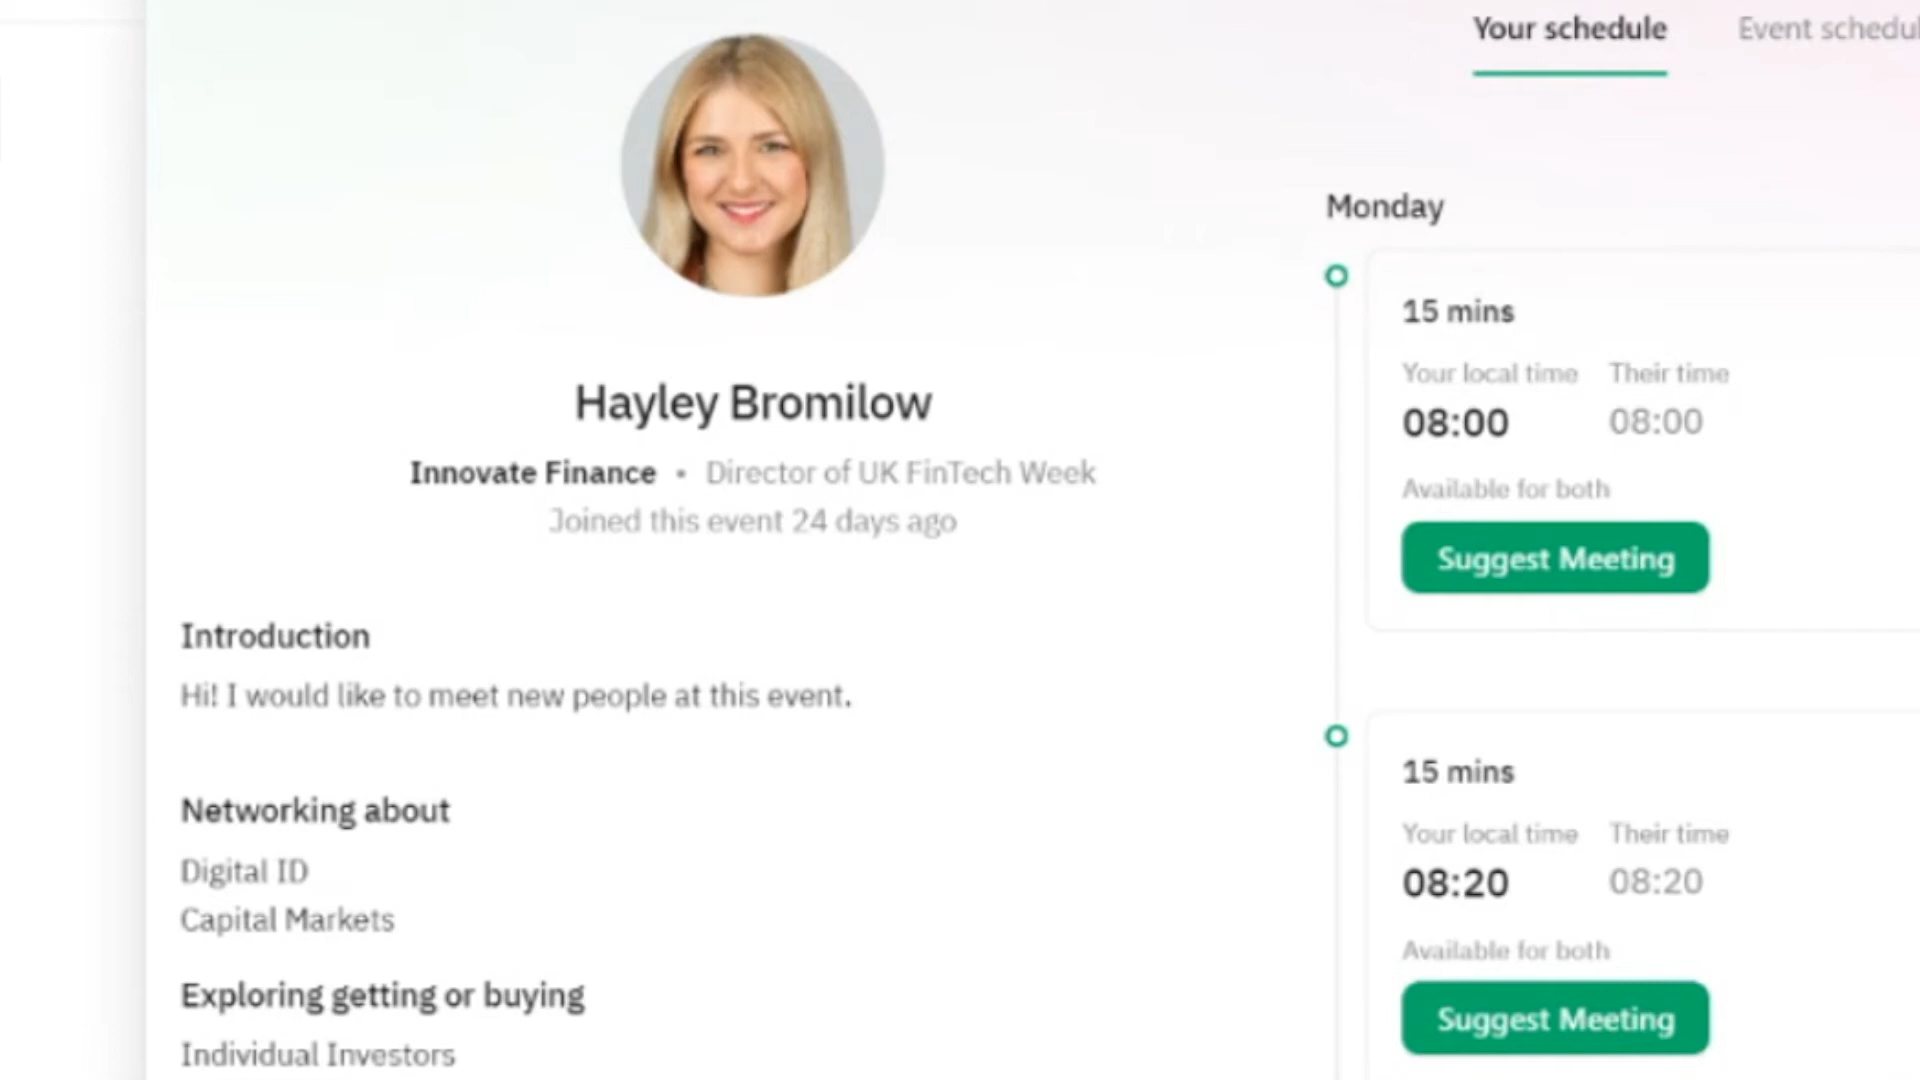 Your schedule
Event schedul
Hayley Bromilow
Innovate Finance • Director of UK FinTech Week
Joined this event 24 days ago
Introduction
Hi! I would like to meet new people at this event.
Networking about
Digital ID
Capital Markets
Exploring getting or buying
Individual Investors
Monday
15 mins
Your local time Their time
08:00 08:00
Available for both
Suggest Meeting
15 mins
Your local time Their time
08:20 08:20
Available for both
Suggest Meeting